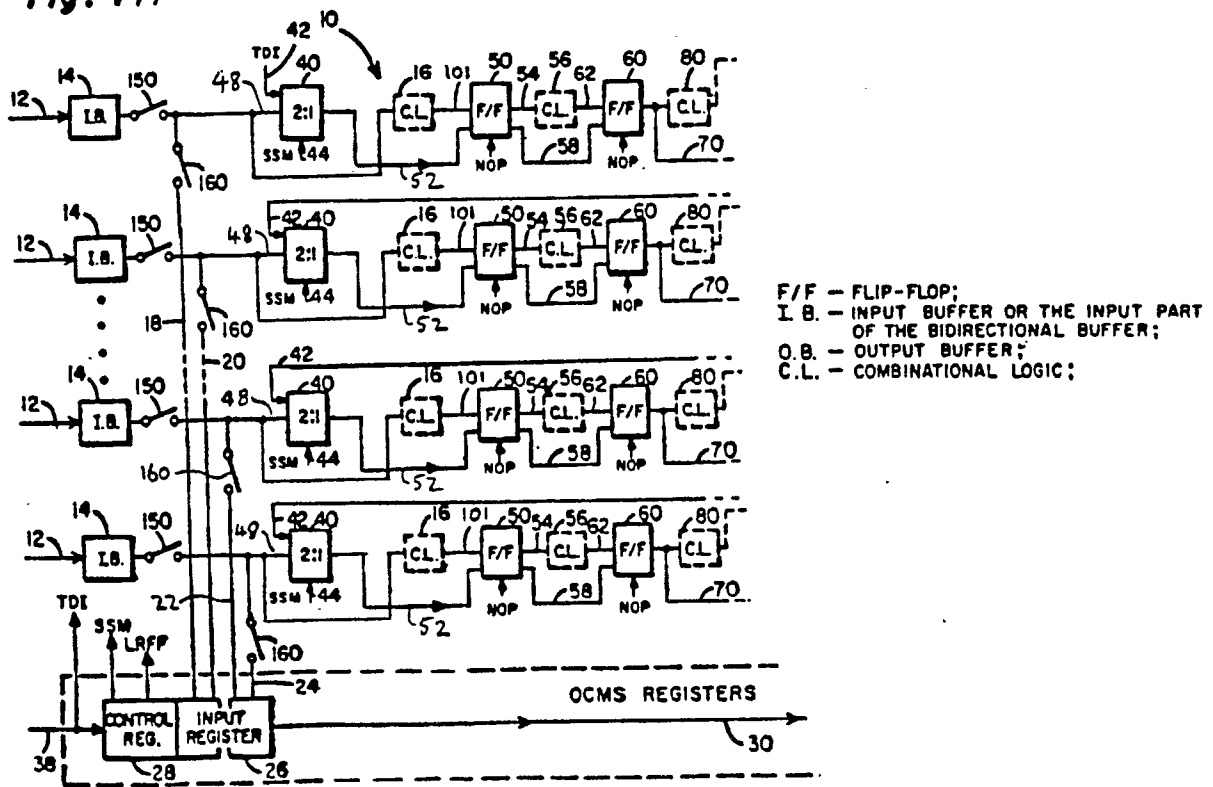 42 10
TDI 40 16 101 50 54 56 62 60 80
14 150 48
12 I.B. 2:1 C.L. F/F C.L. F/F C.L.
SSM 44 NOP 58 NOP 70
160 52
14 150 42 40 16 101 50 54 56 62 60 80
12 I.B. 48 2:1 C.L. F/F C.L. F/F C.L.
SSM 44 NOP 58 NOP 70
18 160 52
20
F/F — FLIP-FLOP;
I.B. — INPUT BUFFER OR THE INPUT PART
OF THE BIDIRECTIONAL BUFFER;
O.B. — OUTPUT BUFFER;
C.L. — COMBINATIONAL LOGIC;
42
14 150 48 40 16 101 50 54 56 62 60 80
12 I.B. 2:1 C.L. F/F C.L. F/F C.L.
160 SSM 44 NOP 58 NOP 70
52
14 150 48 42 40 16 101 50 54 56 62 60 80
12 I.B. 2:1 C.L. F/F C.L. F/F C.L.
22 SSM 44 NOP 58 NOP 70
TDI 52
SSM
LRFF 160
24 OCMS REGISTERS
CONTROL REG. INPUT REGISTER
38 28 26 30